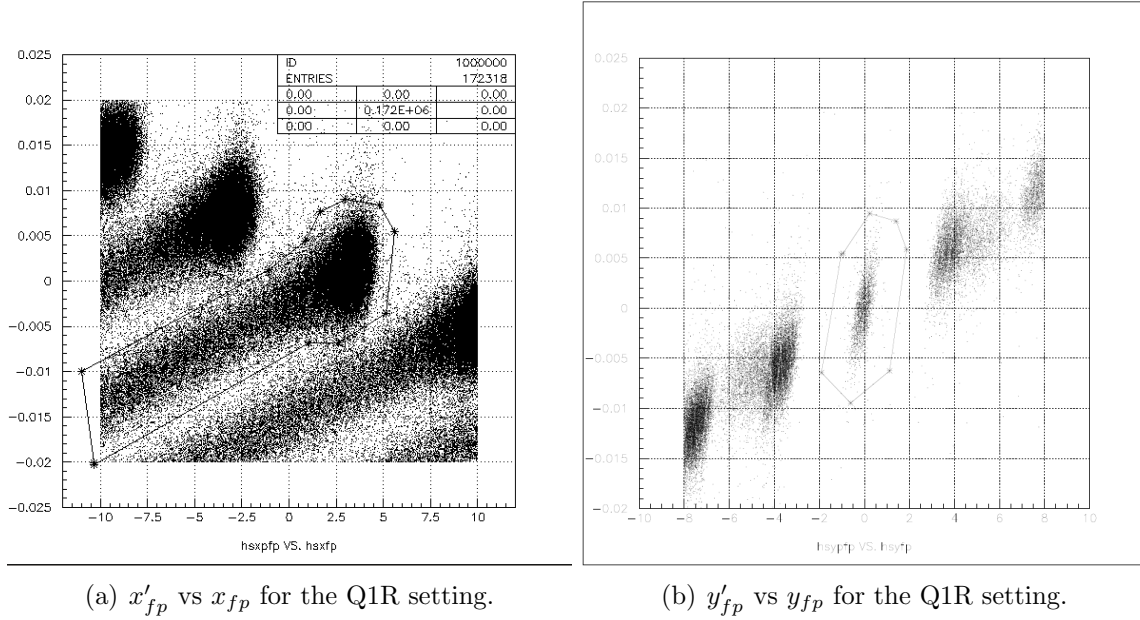 0.025
ID 1000000
ENTRIES 172318
0.00 0.00 0.00
0.00 0.172E+06 0.00
0.00 0.00 0.00
0.02
0.015
0.01
0.005
0
−0.005
−0.01
−0.015
−0.02
−0.025
−10 −7.5 −5 −2.5 0 2.5 5 7.5 10
hsxpfp VS. hsxfp
(a) x′fp vs xfp for the Q1R setting.
0.025
0.02
0.015
0.01
0.005
0
−0.005
−0.01
−0.015
−0.02
−10 −8 −6 −4 −2 0 2 4 6 8 10
hsypfp VS. hsyfp
(b) y′fp vs yfp for the Q1R setting.